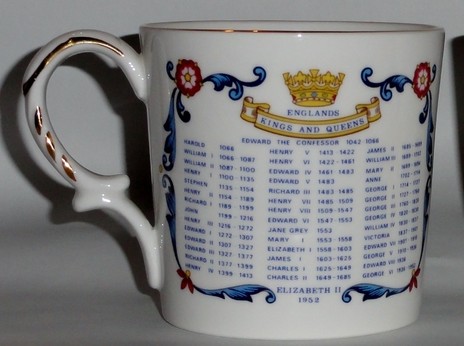 ENGLANDS
KINGS AND QUEENS
EDWARD THE CONFESSOR 1042 1066
HAROLD 1066
WILLIAM I 1066 1087
WILLIAM II 1087 1100
HENRY I 1100 1135
STEPHEN 1135 1154
HENRY II 1154 1189
RICHARD I 1189 1199
JOHN 1199 1216
HENRY III 1216 1272
EDWARD I 1272 1307
EDWARD II 1307 1327
EDWARD III 1327 1377
RICHARD II 1377 1399
HENRY IV 1399 1413
HENRY V 1413 - 1422
HENRY VI 1422 - 1461
EDWARD IV 1461 - 1483
EDWARD V 1483
RICHARD III 1483 - 1485
HENRY VII 1485 - 1509
HENRY VIII 1509 - 1547
EDWARD VI 1547 - 1553
JANE GREY 1553
MARY I 1553 - 1558
ELIZABETH I 1558 - 1603
JAMES I 1603 - 1625
CHARLES I 1625 - 1649
CHARLES II 1649 - 1685
JAMES II
WILLIAM III
MARY II
ANNE
GEORGE I
GEORGE II
GEORGE III
GEORGE IV
WILLIAM IV
VICTORIA
EDWARD VII
GEORGE V
EDWARD VIII
GEORGE VI
ELIZABETH II
1952